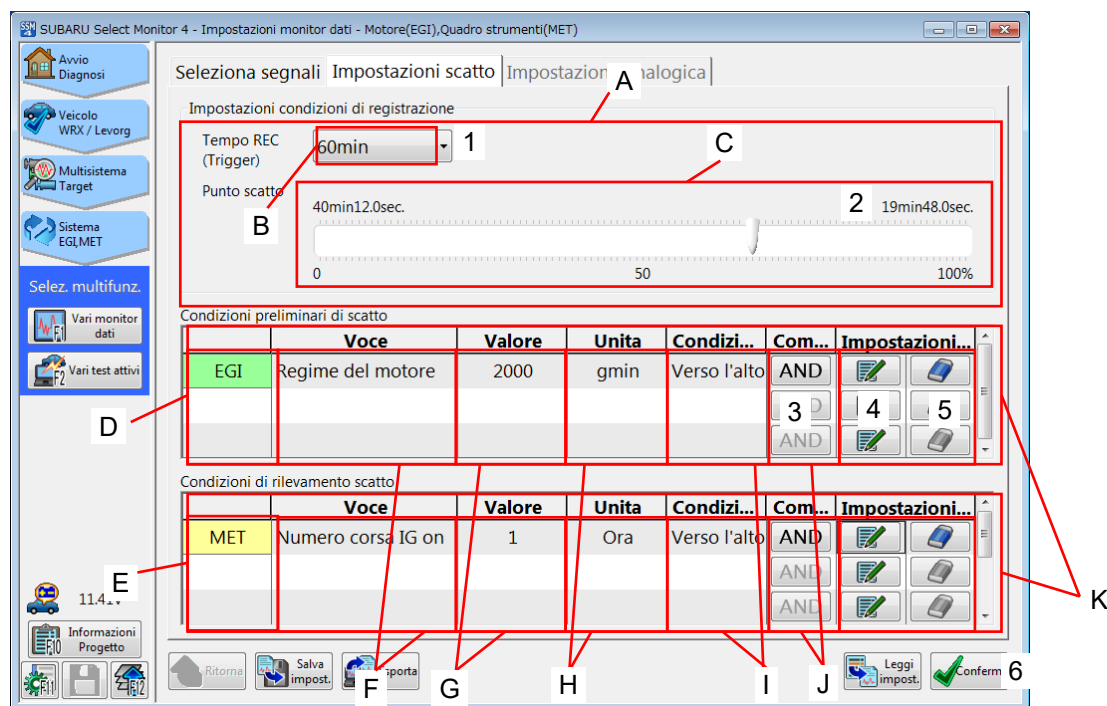 SUBARU Select Monitor 4 - Impostazioni monitor dati - Motore(EGI),Quadro strumenti(MET)
Avvio
Diagnosi
Veicolo
WRX / Levorg
Multisistema
Target
Sistema
EGI,MET
Selez. multifunz.
F1 Vari monitor
dati
F2 Vari test attivi
11.41V
F10 Informazioni
Progetto
F11 F12
Seleziona segnali Impostazioni scatto
A
Impostazioni condizioni di registrazione
Tempo REC
(Trigger)
60min 1
C
Punto scatto
B
40min12.0sec. 2 19min48.0sec.
0 50 100%
Condizioni preliminari di scatto
Voce Valore Unita Condizi... Com... Impostazioni...
EGI Regime del motore 2000 gmin Verso l'alto AND
3 4 5
AND
D
Condizioni di rilevamento scatto
Voce Valore Unita Condizi... Com... Impostazioni...
MET Numero corsa IG on 1 Ora Verso l'alto AND
AND
AND
E
K
Ritorna Salva
impost.
Leggi
impost.
6
F G H I J